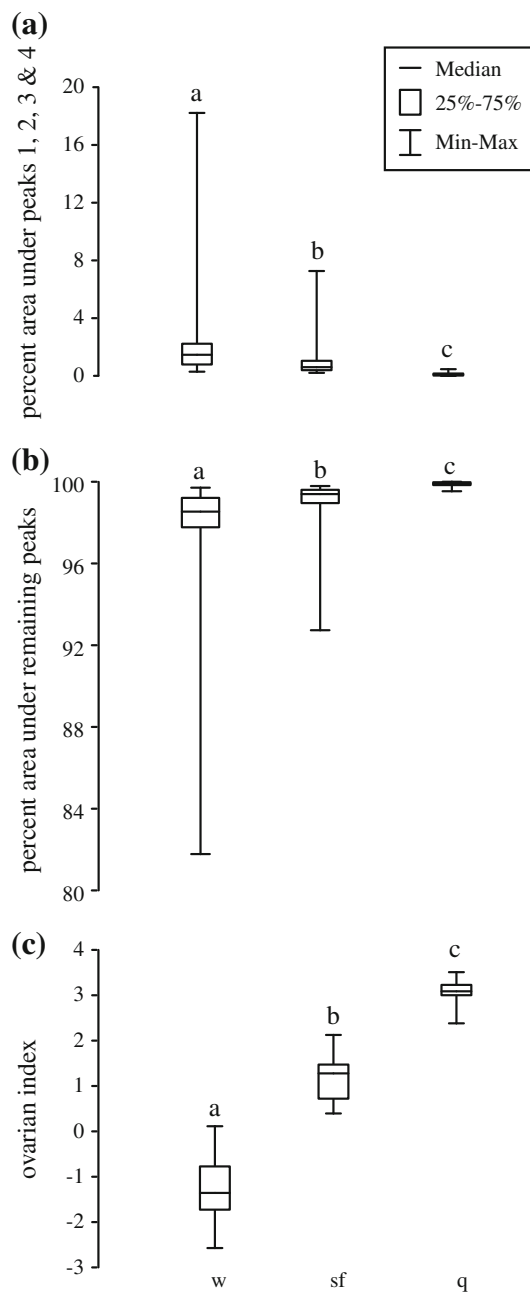 (a)
percent area under peaks 1, 2, 3 & 4
20
16
12
8
4
0
a
b
c
Median
25%-75%
Min-Max
(b)
percent area under remaining peaks
100
96
92
88
84
80
a
b
c
(c)
ovarian index
4
3
2
1
0
-1
-2
-3
a
b
c
w
sf
q